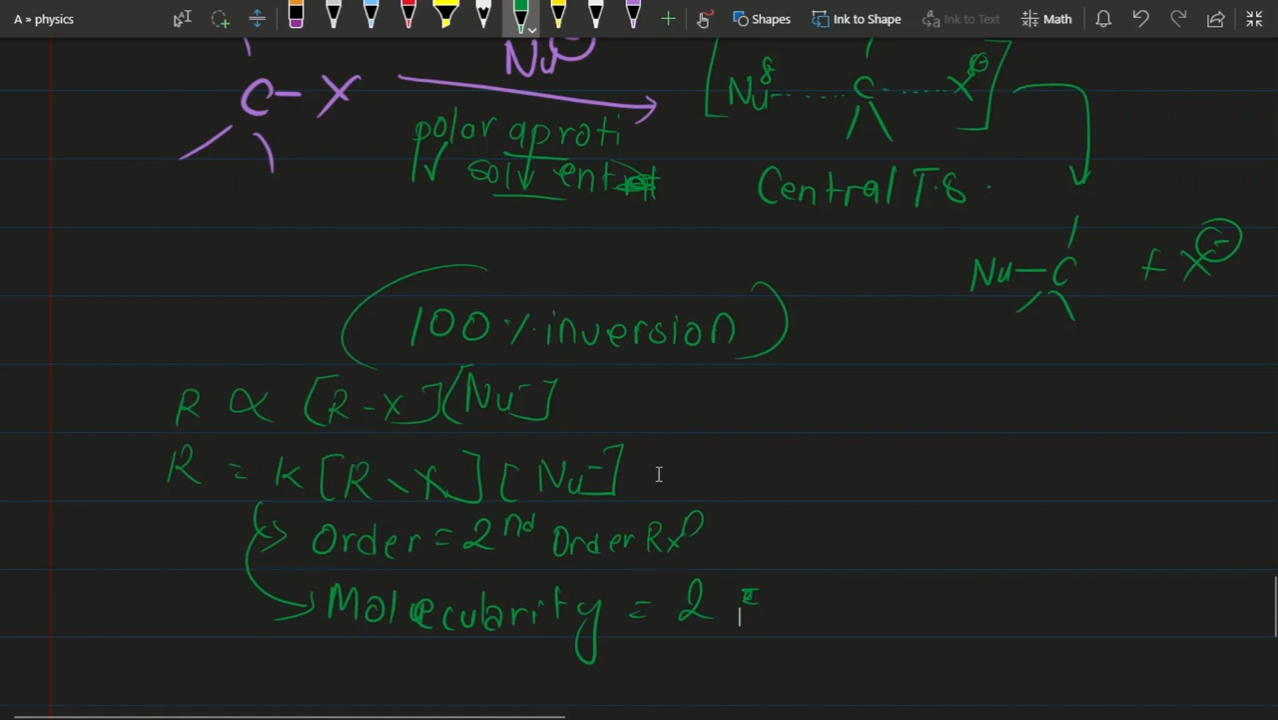 A » physics
Shapes
Ink to Shape
Ink to Text
Math
C-X
Nu⊖
polar aproti
solvent
[Nu δ ..... C ..... X δ⊖]
Central T.S.
Nu-C + X⊖
100% inversion
R ∝ [R-X][Nu⁻]
R = K[R-X][Nu⁻]
Order = 2nd Order Rxn
Molecularity = 2